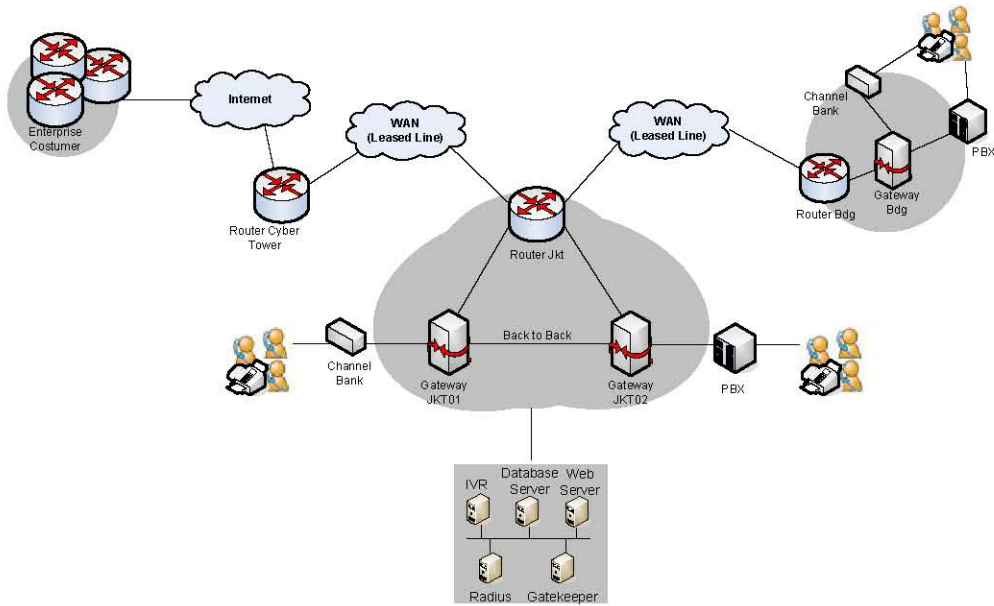 Enterprise
Costumer
Internet
Router Cyber
Tower
WAN
(Leased Line)
Router Jkt
WAN
(Leased Line)
Router Bdg
Channel
Bank
Gateway
Bdg
PBX
Channel
Bank
Gateway
JKT01
Back to Back
Gateway
JKT02
PBX
IVR
Database
Server
Web
Server
Radius
Gatekeeper